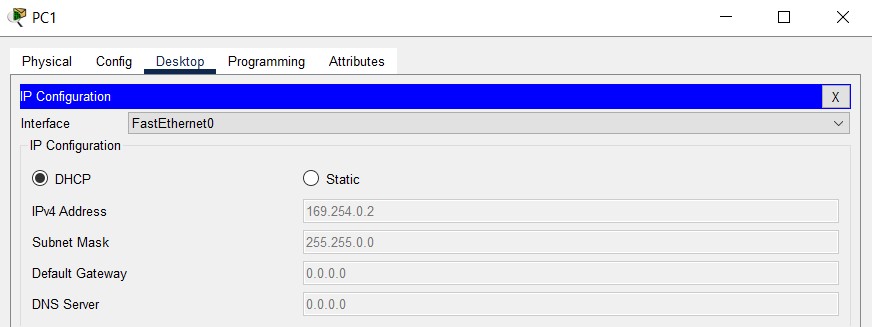 PC1
Physical Config Desktop Programming Attributes
IP Configuration X
Interface FastEthernet0
IP Configuration
DHCP Static
IPv4 Address 169.254.0.2
Subnet Mask 255.255.0.0
Default Gateway 0.0.0.0
DNS Server 0.0.0.0